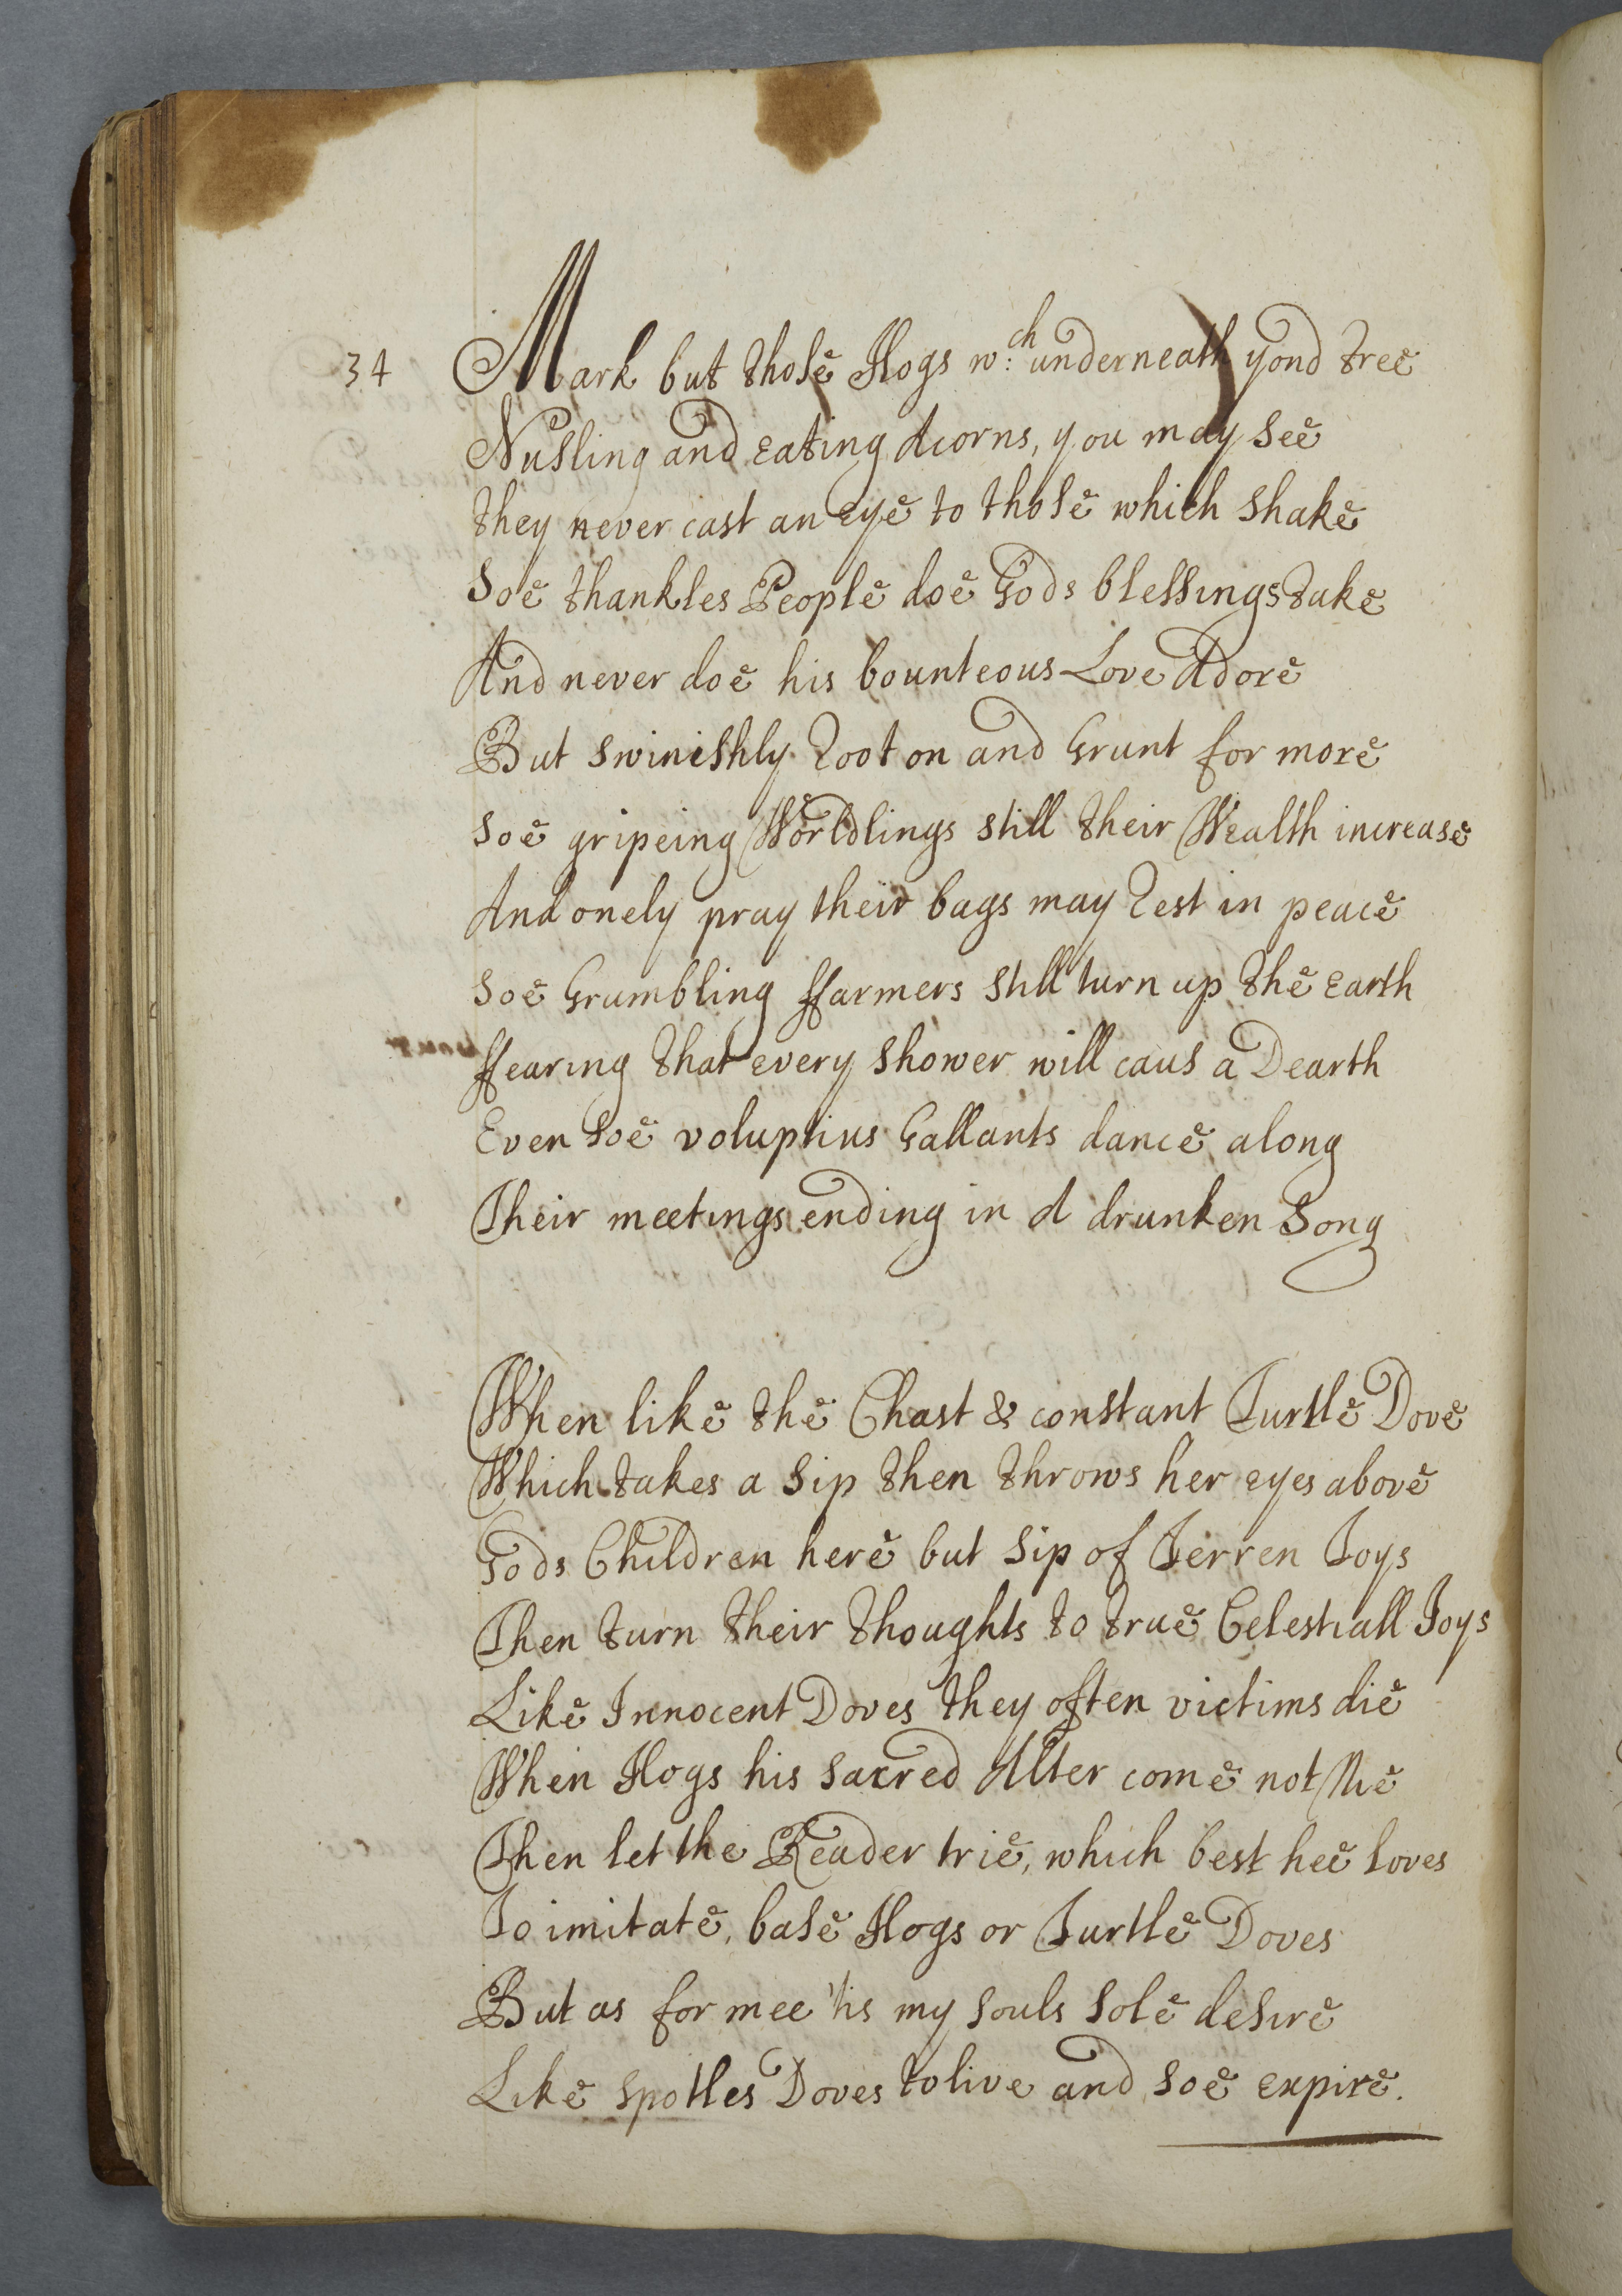 34 Mark but those Hogs w:ch underneath yond tree
Nusling and eating Acorns, you may see
they never cast an eye to those which shake
Soe thankles People doe Gods blessings take
And never doe his bounteous Love Adore
But swinishly Root on and Grunt for more
Soe gripeing Worldlings still their Wealth increase
And onely pray their bags may Rest in peace
Soe Grumbling ffarmers still turn up the earth
ffearing that every shower will caus a Dearth
Even soe voluptius Gallants dance along
Their meetings ending in A drunken Song
When like the Chast & constant Turtle Dove
Which takes a sip then throws her eyes above
Gods Children here but sip of Terren Toys
Then turn their thoughts to true Celestiall Joys
Like Innocent Doves they often victims die
When Hogs his sacred Alter come not Nie
Then let the Reader trie, which best hee loves
To imitate, base Hogs or Turtle Doves
But as for mee 'tis my souls sole desire
Like spotles Doves to live and soe expire.